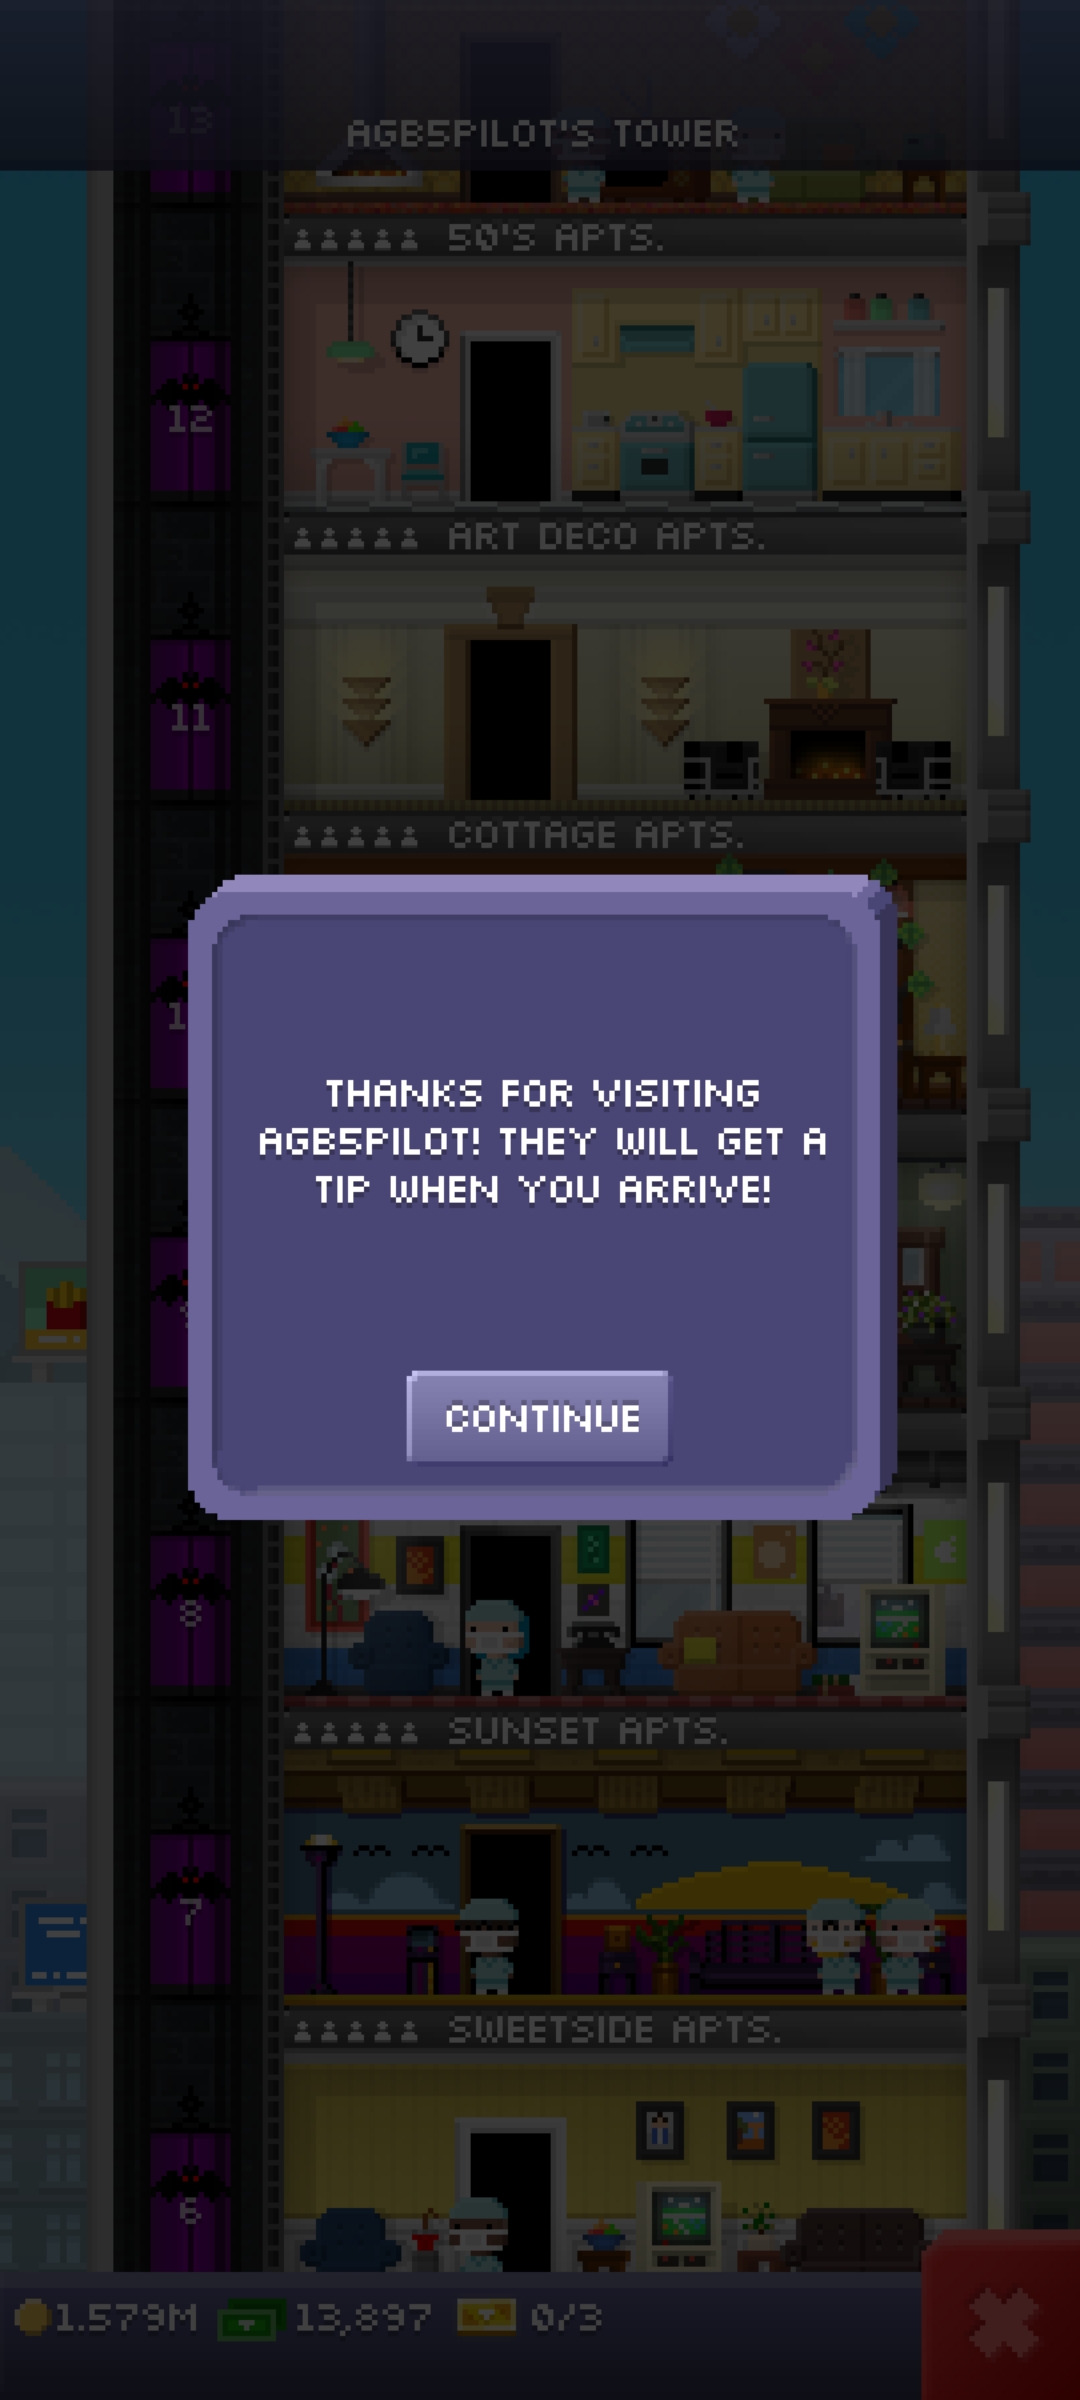 13
AGB5PILOT'S TOWER
50'S APTS.
12
ART DECO APTS.
11
COTTAGE APTS.
THANKS FOR VISITING
AGB5PILOT! THEY WILL GET A
TIP WHEN YOU ARRIVE!
CONTINUE
8
SUNSET APTS.
7
SWEETSIDE APTS.
6
1.579M
13,897
0/3